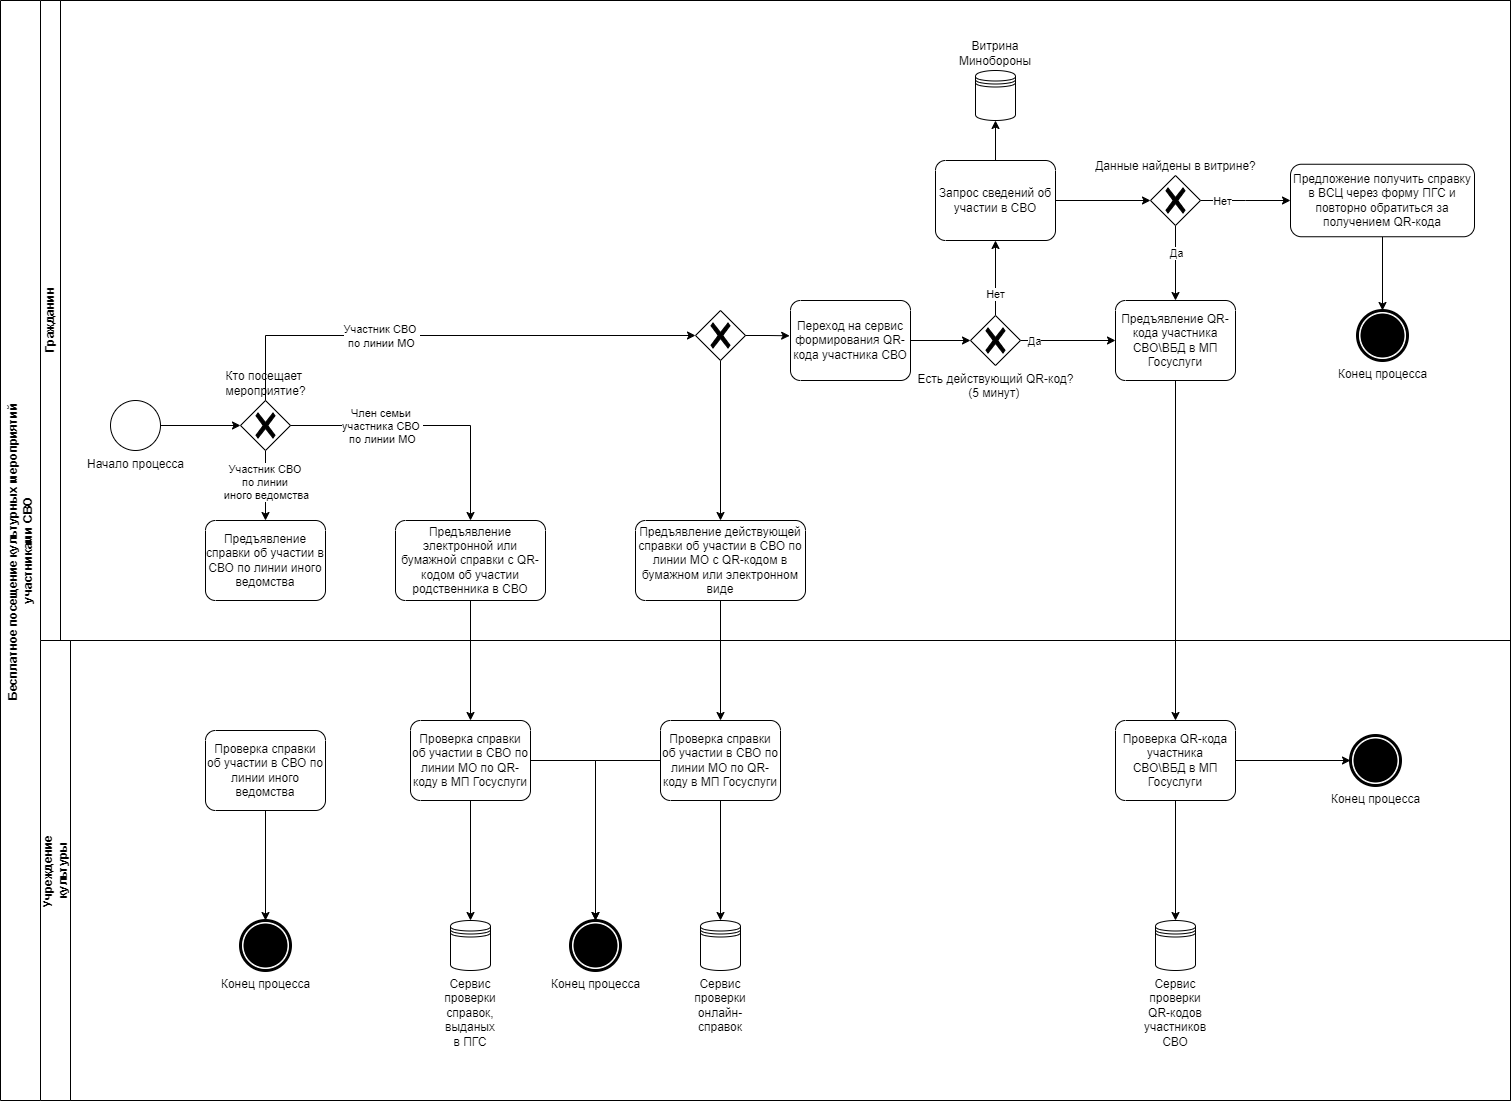 Бесплатное посещение культурных мероприятий
участниками СВО
Гражданин
Витрина
Минобороны
Запрос сведений об
участии в СВО
Данные найдены в витрине?
Нет
Предложение получить справку
в ВСЦ через форму ПГС и
повторно обратиться за
получением QR-кода
Да
Нет
Участник СВО
по линии МО
Переход на сервис
формирования QR-
кода участника СВО
Да
Есть действующий QR-код?
(5 минут)
Предъявление QR-
кода участника
СВО\ВБД в МП
Госуслуги
Конец процесса
Кто посещает
мероприятие?
Начало процесса
Член семьи
участника СВО
по линии МО
Участник СВО
по линии
иного ведомства
Предъявление
справки об участии в
СВО по линии иного
ведомства
Предъявление
электронной или
бумажной справки с QR-
кодом об участии
родственника в СВО
Предъявление действующей
справки об участии в СВО по
линии МО с QR-кодом в
бумажном или электронном
виде
Учреждение
культуры
Проверка справки
об участии в СВО по
линии иного
ведомства
Проверка справки
об участии в СВО по
линии МО по QR-
коду в МП Госуслуги
Проверка справки
об участии в СВО по
линии МО по QR-
коду в МП Госуслуги
Проверка QR-кода
участника
СВО\ВБД в МП
Госуслуги
Конец процесса
Конец процесса
Сервис
проверки
справок,
выданых
в ПГС
Конец процесса
Сервис
проверки
онлайн-
справок
Сервис
проверки
QR-кодов
участников
СВО